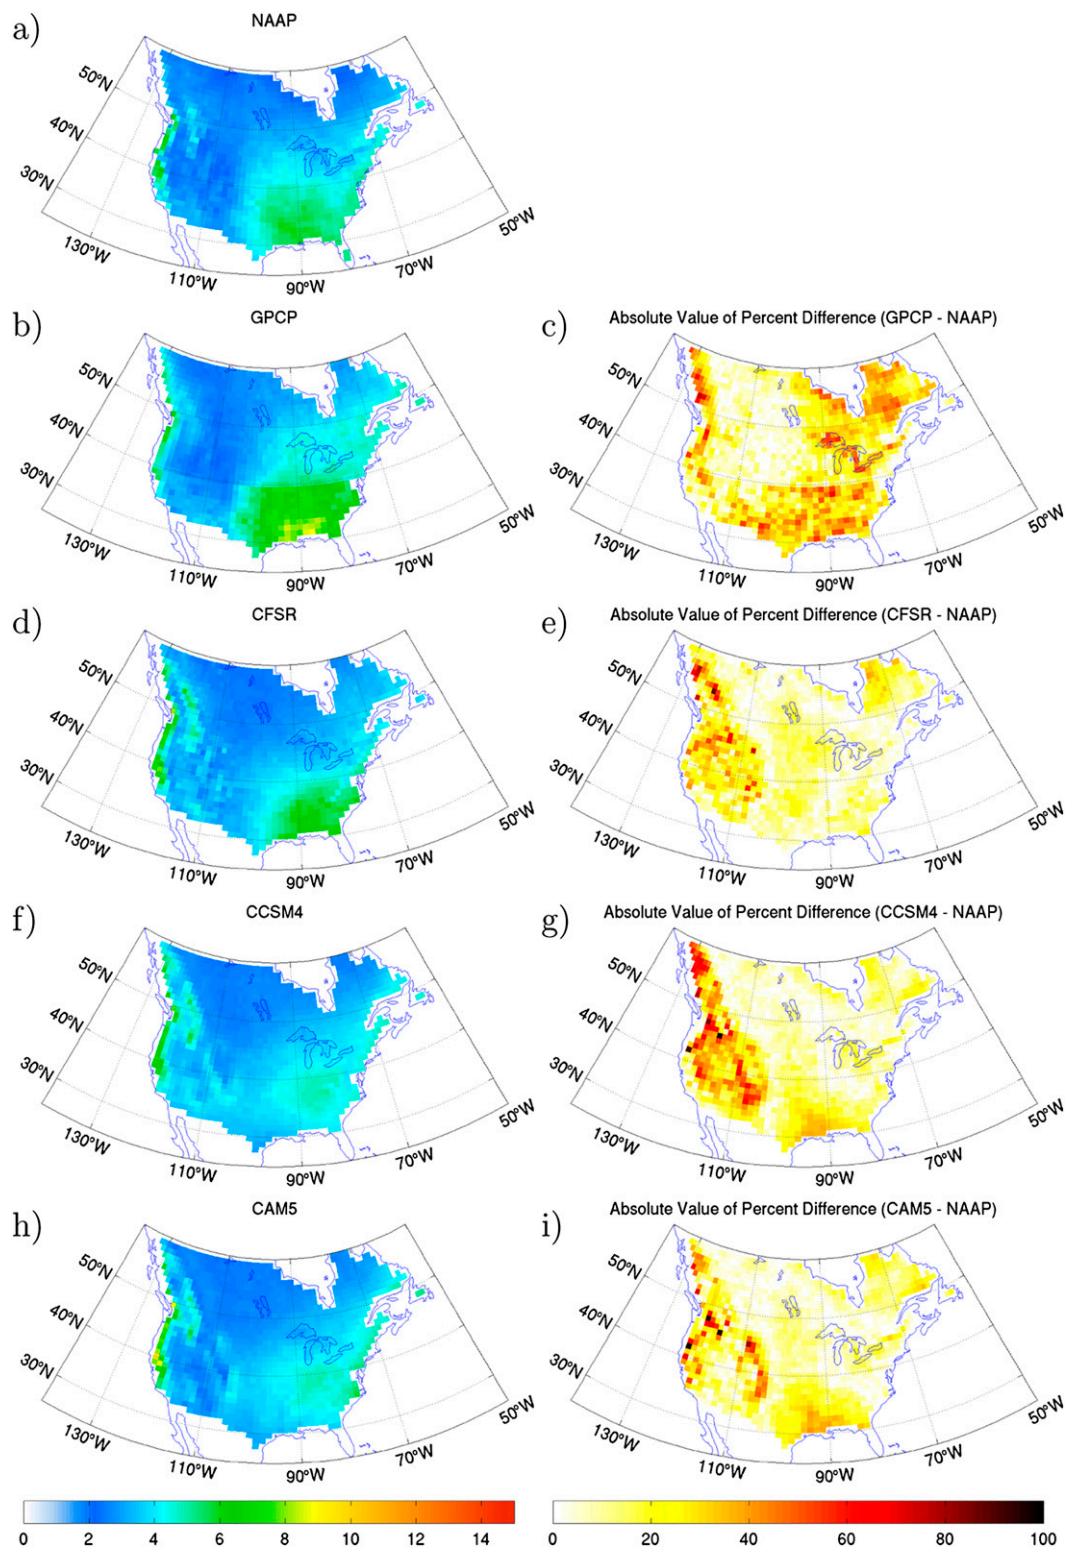 a)
NAAP
50°N
40°N
30°N
130°W
110°W
90°W
70°W
50°W
b)
GPCP
50°N
40°N
30°N
130°W
110°W
90°W
70°W
50°W
c)
Absolute Value of Percent Difference (GPCP - NAAP)
50°N
40°N
30°N
130°W
110°W
90°W
70°W
50°W
d)
CFSR
50°N
40°N
30°N
130°W
110°W
90°W
70°W
50°W
e)
Absolute Value of Percent Difference (CFSR - NAAP)
50°N
40°N
30°N
130°W
110°W
90°W
70°W
50°W
f)
CCSM4
50°N
40°N
30°N
130°W
110°W
90°W
70°W
50°W
g)
Absolute Value of Percent Difference (CCSM4 - NAAP)
50°N
40°N
30°N
130°W
110°W
90°W
70°W
50°W
h)
CAM5
50°N
40°N
30°N
130°W
110°W
90°W
70°W
50°W
i)
Absolute Value of Percent Difference (CAM5 - NAAP)
50°N
40°N
30°N
130°W
110°W
90°W
70°W
50°W
0 2 4 6 8 10 12 14
0 20 40 60 80 100